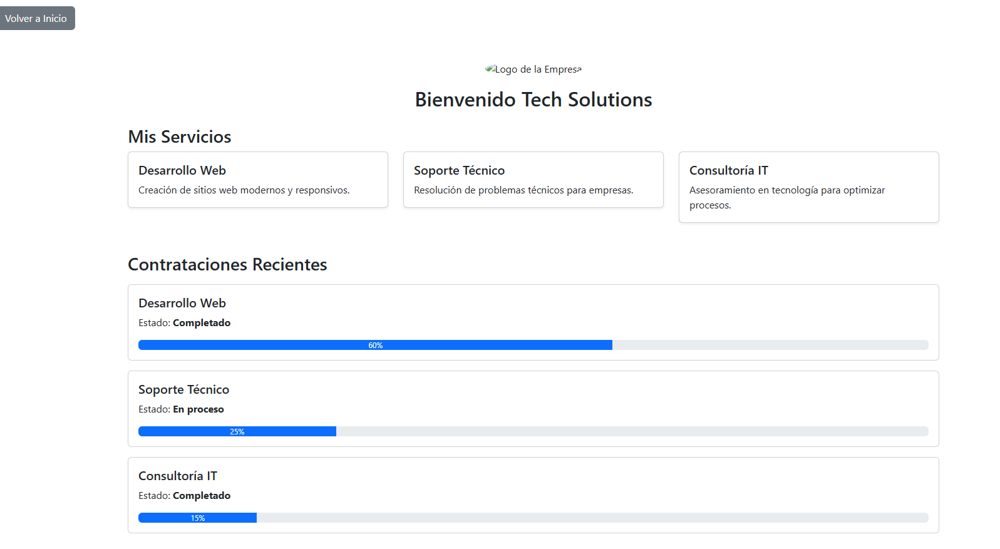 Volver a Inicio
Logo de la Empresa
Bienvenido Tech Solutions
Mis Servicios
Desarrollo Web
Creación de sitios web modernos y responsivos.
Soporte Técnico
Resolución de problemas técnicos para empresas.
Consultoría IT
Asesoramiento en tecnología para optimizar
procesos.
Contrataciones Recientes
Desarrollo Web
Estado: Completado
60%
Soporte Técnico
Estado: En proceso
25%
Consultoría IT
Estado: Completado
15%